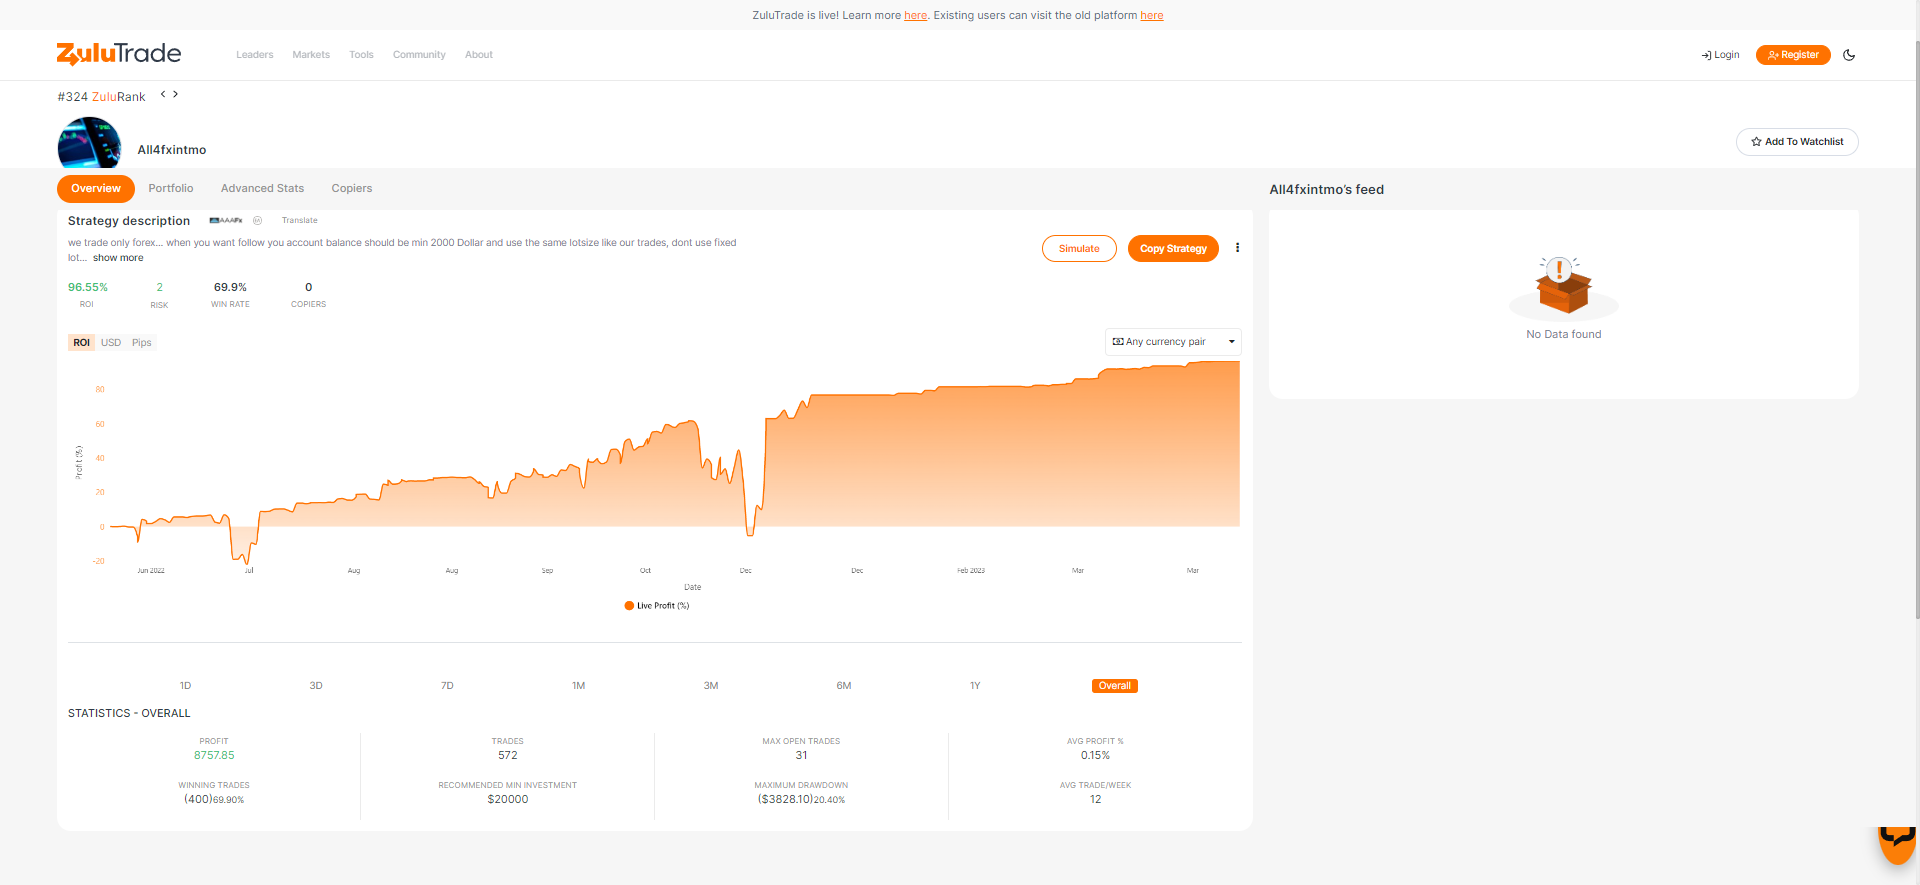 ZuluTrade is live! Learn more here. Existing users can visit the old platform here
ZuluTrade
Leaders Markets Tools Community About
Login Register
#324 ZuluRank
All4fxintmo
Add To Watchlist
Overview Portfolio Advanced Stats Copiers
All4fxintmo's feed
Strategy description AAAFx Translate
we trade only forex... when you want follow you account balance should be min 2000 Dollar and use the same lotsize like our trades, dont use fixed
lot... show more
Simulate Copy Strategy
No Data found
96.55% 2 69.9% 0
ROI RISK WIN RATE COPIERS
ROI USD Pips
Any currency pair
80
60
40
20
0
-20
Profit (%)
Jun 2022 Jul Aug Aug Sep Oct Dec Dec Feb 2023 Mar Mar
Date
Live Profit (%)
1D 3D 7D 1M 3M 6M 1Y Overall
STATISTICS - OVERALL
PROFIT TRADES MAX OPEN TRADES AVG PROFIT %
8757.85 572 31 0.15%
WINNING TRADES RECOMMENDED MIN INVESTMENT MAXIMUM DRAWDOWN AVG TRADE/WEEK
(400)69.90% $20000 ($3828.10)20.40% 12